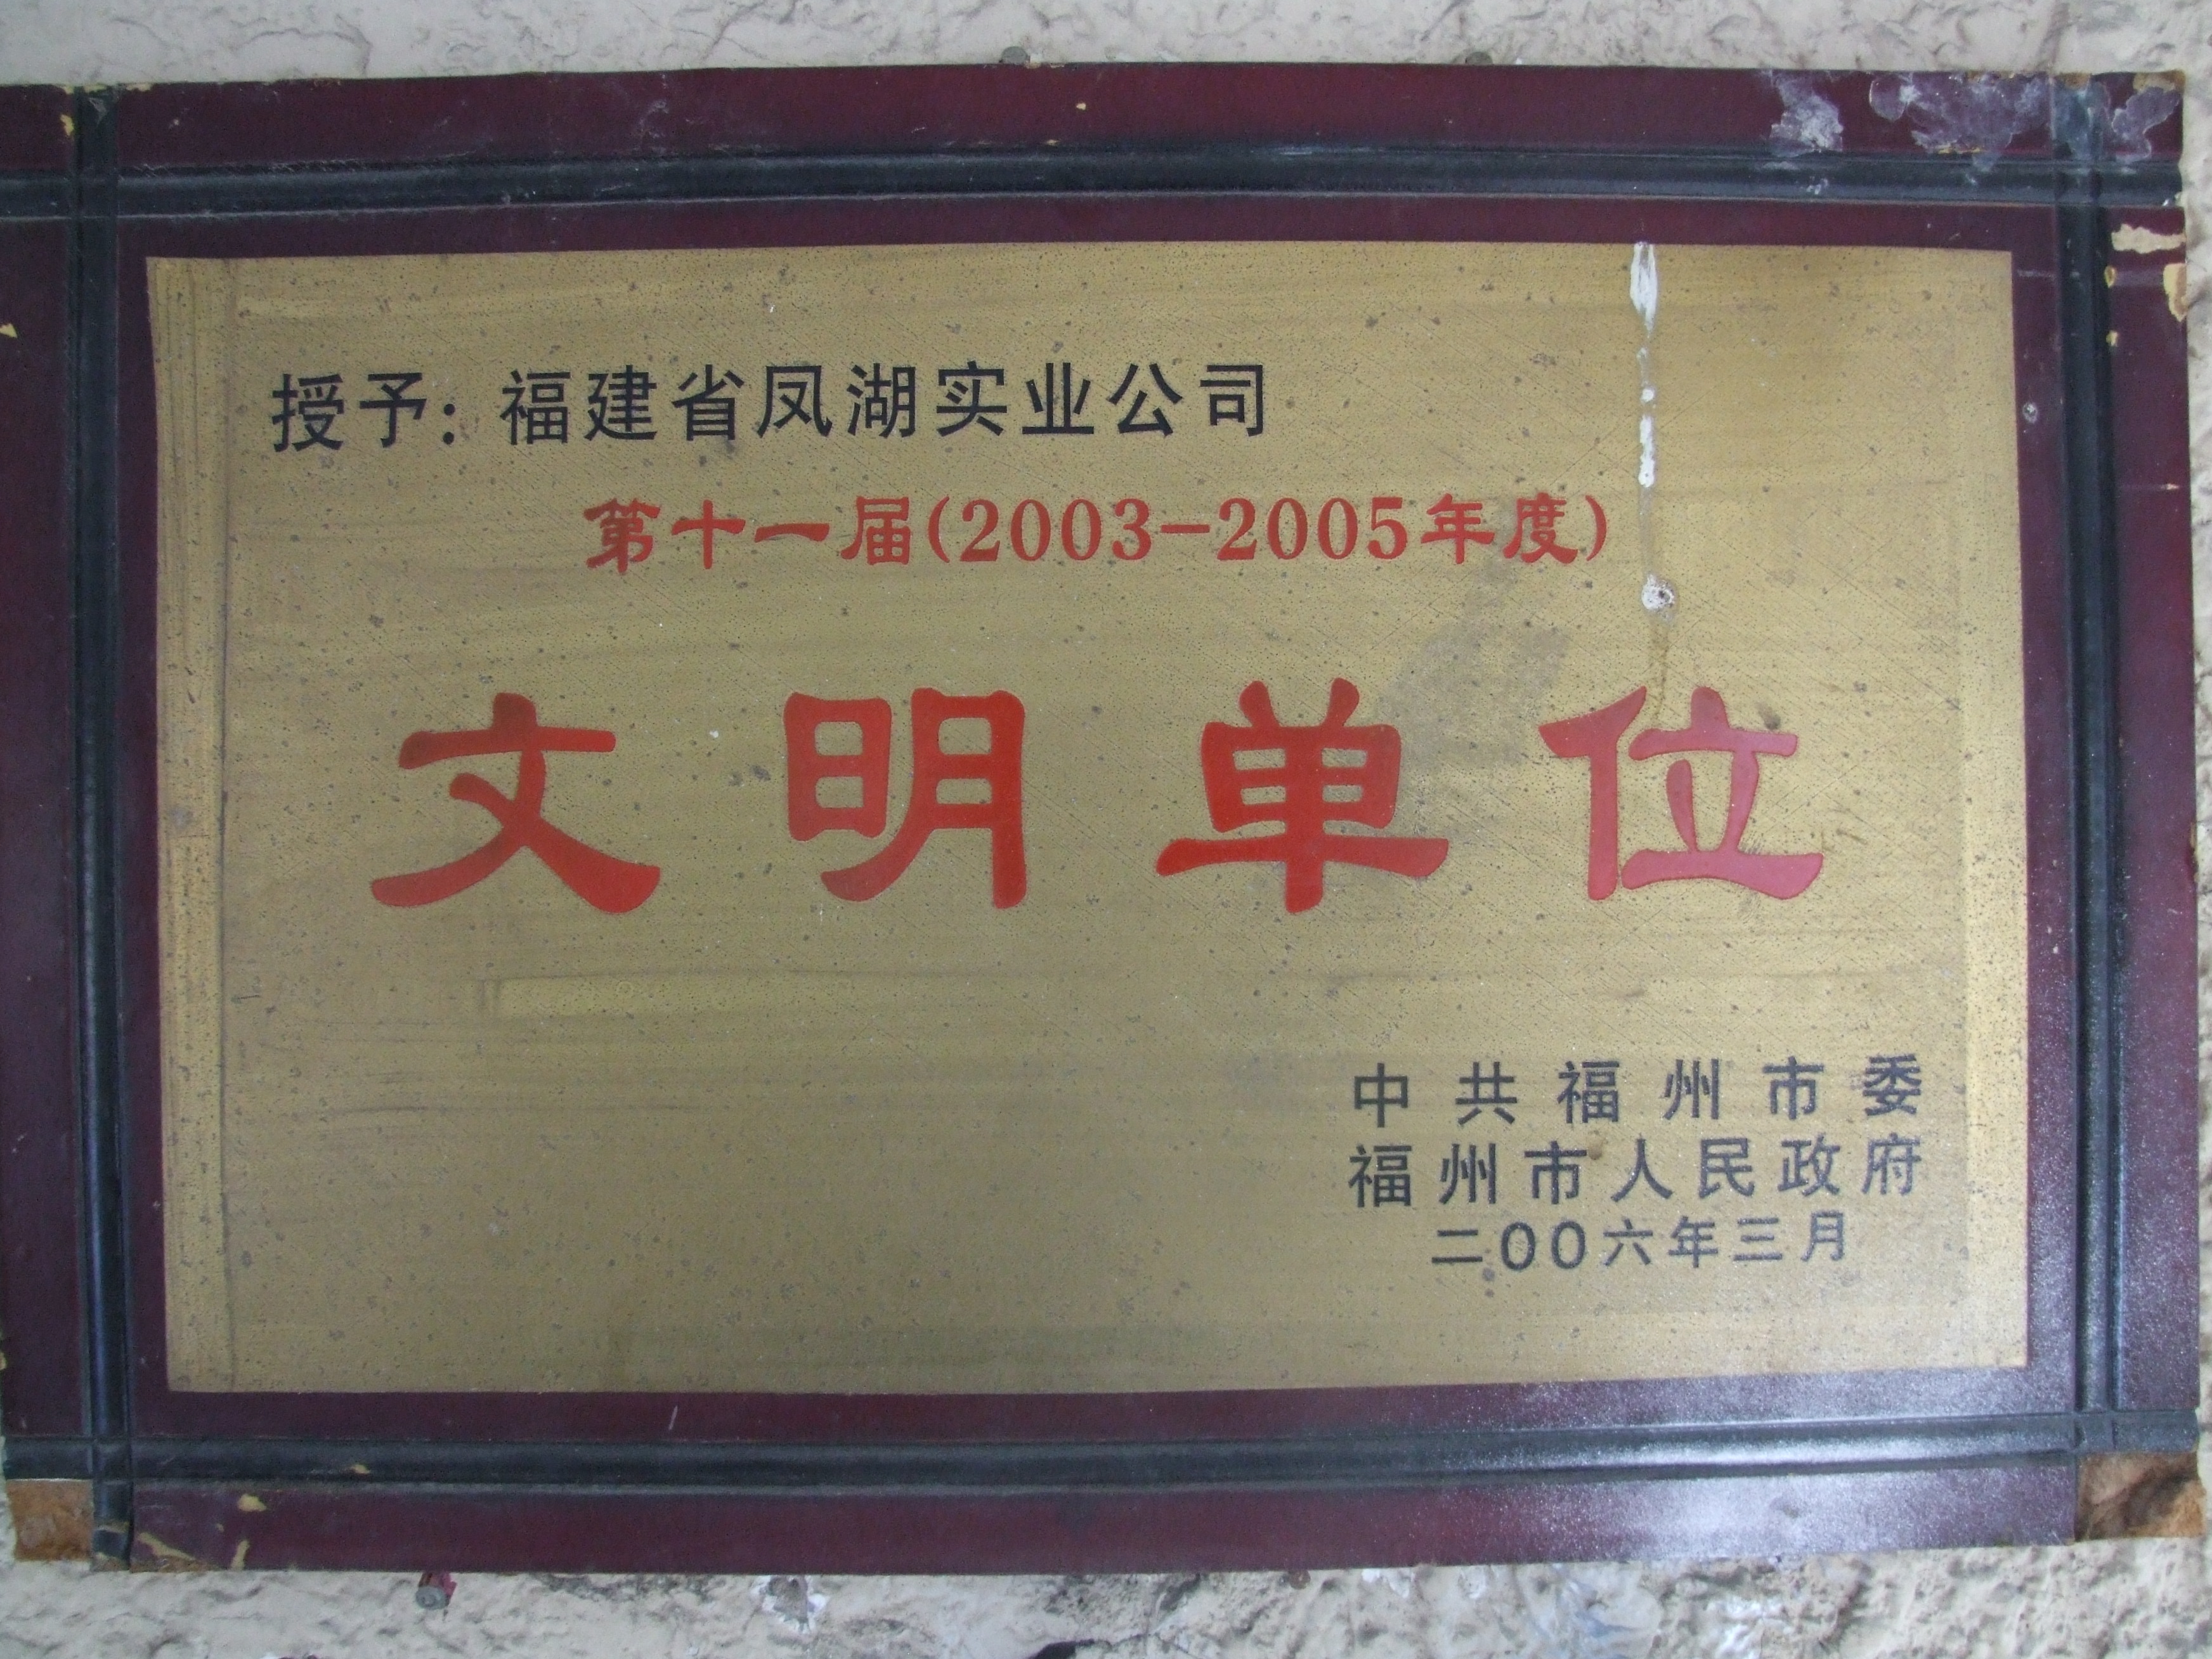 授予：福建省凤湖实业公司
第十一届(2003-2005年度)
文明单位
中共福州市委
福州市人民政府
二00六年三月